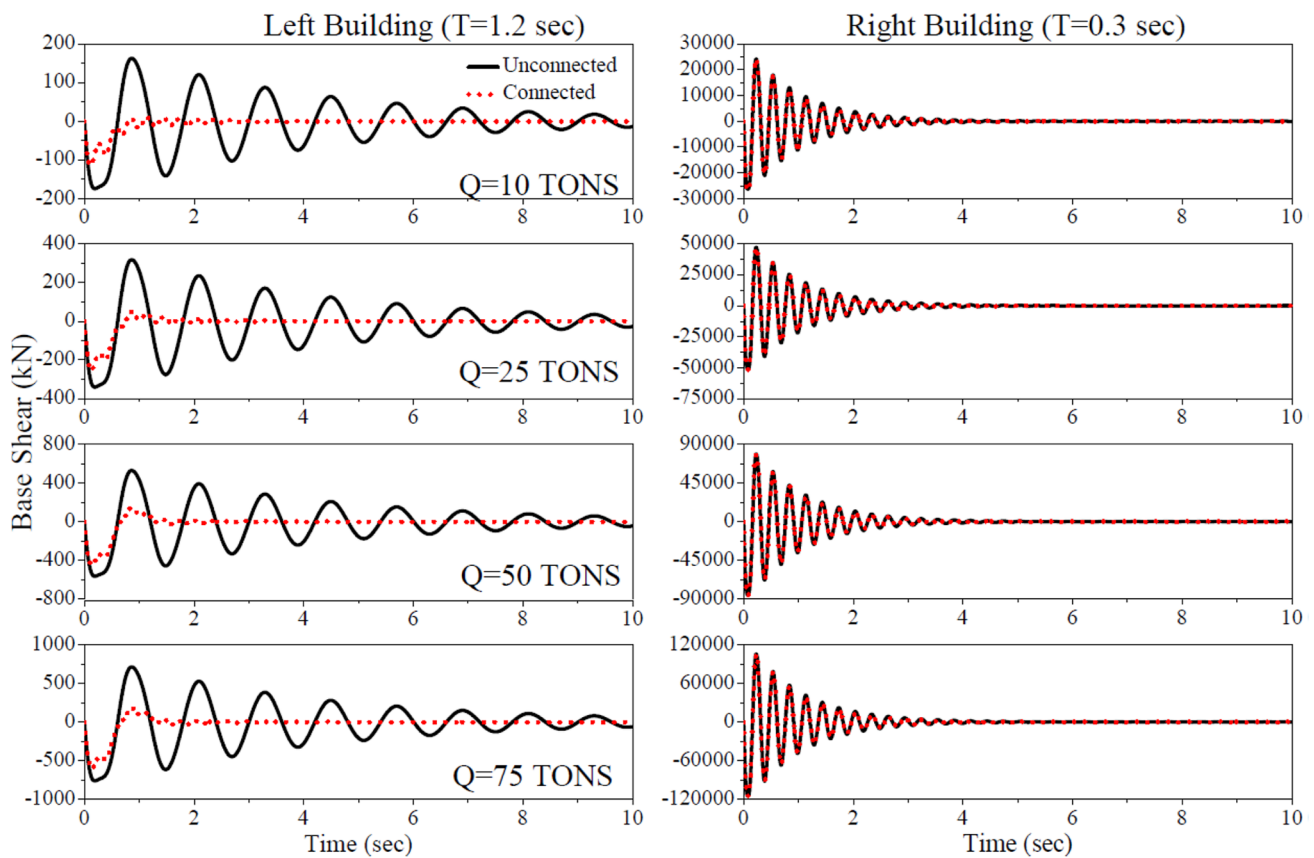 Left Building (T=1.2 sec)
Right Building (T=0.3 sec)
200
100
0
-100
-200
Unconnected
Connected
Q=10 TONS
0 2 4 6 8 10
30000
20000
10000
0
-10000
-20000
-30000
0 2 4 6 8 10
400
200
0
-200
-400
Q=25 TONS
0 2 4 6 8 10
50000
25000
0
-25000
-50000
-75000
0 2 4 6 8 10
Base Shear (kN)
800
400
0
-400
-800
Q=50 TONS
0 2 4 6 8 10
90000
45000
0
-45000
-90000
0 2 4 6 8 10
1000
500
0
-500
-1000
Q=75 TONS
0 2 4 6 8 10
Time (sec)
120000
60000
0
-60000
-120000
0 2 4 6 8 10
Time (sec)